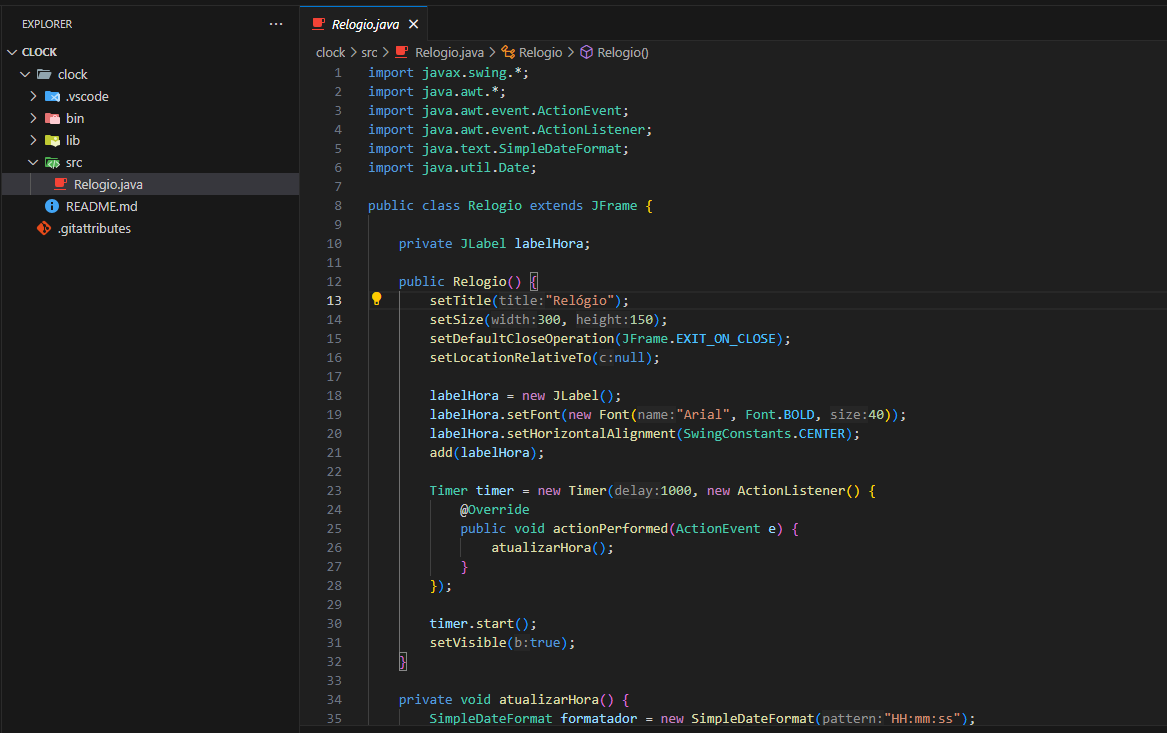 EXPLORER
...
CLOCK
clock
.vscode
bin
lib
src
Relogio.java
README.md
.gitattributes
Relogio.java
clock > src > Relogio.java > Relogio > Relogio()
1 import javax.swing.*;
2 import java.awt.*;
3 import java.awt.event.ActionEvent;
4 import java.awt.event.ActionListener;
5 import java.text.SimpleDateFormat;
6 import java.util.Date;
7
8 public class Relogio extends JFrame {
9
10 private JLabel labelHora;
11
12 public Relogio() {
13 setTitle(title:"Relógio");
14 setSize(width:300, height:150);
15 setDefaultCloseOperation(JFrame.EXIT_ON_CLOSE);
16 setLocationRelativeTo(c:null);
17
18 labelHora = new JLabel();
19 labelHora.setFont(new Font(name:"Arial", Font.BOLD, size:40));
20 labelHora.setHorizontalAlignment(SwingConstants.CENTER);
21 add(labelHora);
22
23 Timer timer = new Timer(delay:1000, new ActionListener() {
24 @Override
25 public void actionPerformed(ActionEvent e) {
26 atualizarHora();
27 }
28 });
29
30 timer.start();
31 setVisible(b:true);
32 }
33
34 private void atualizarHora() {
35 SimpleDateFormat formatador = new SimpleDateFormat(pattern:"HH:mm:ss");